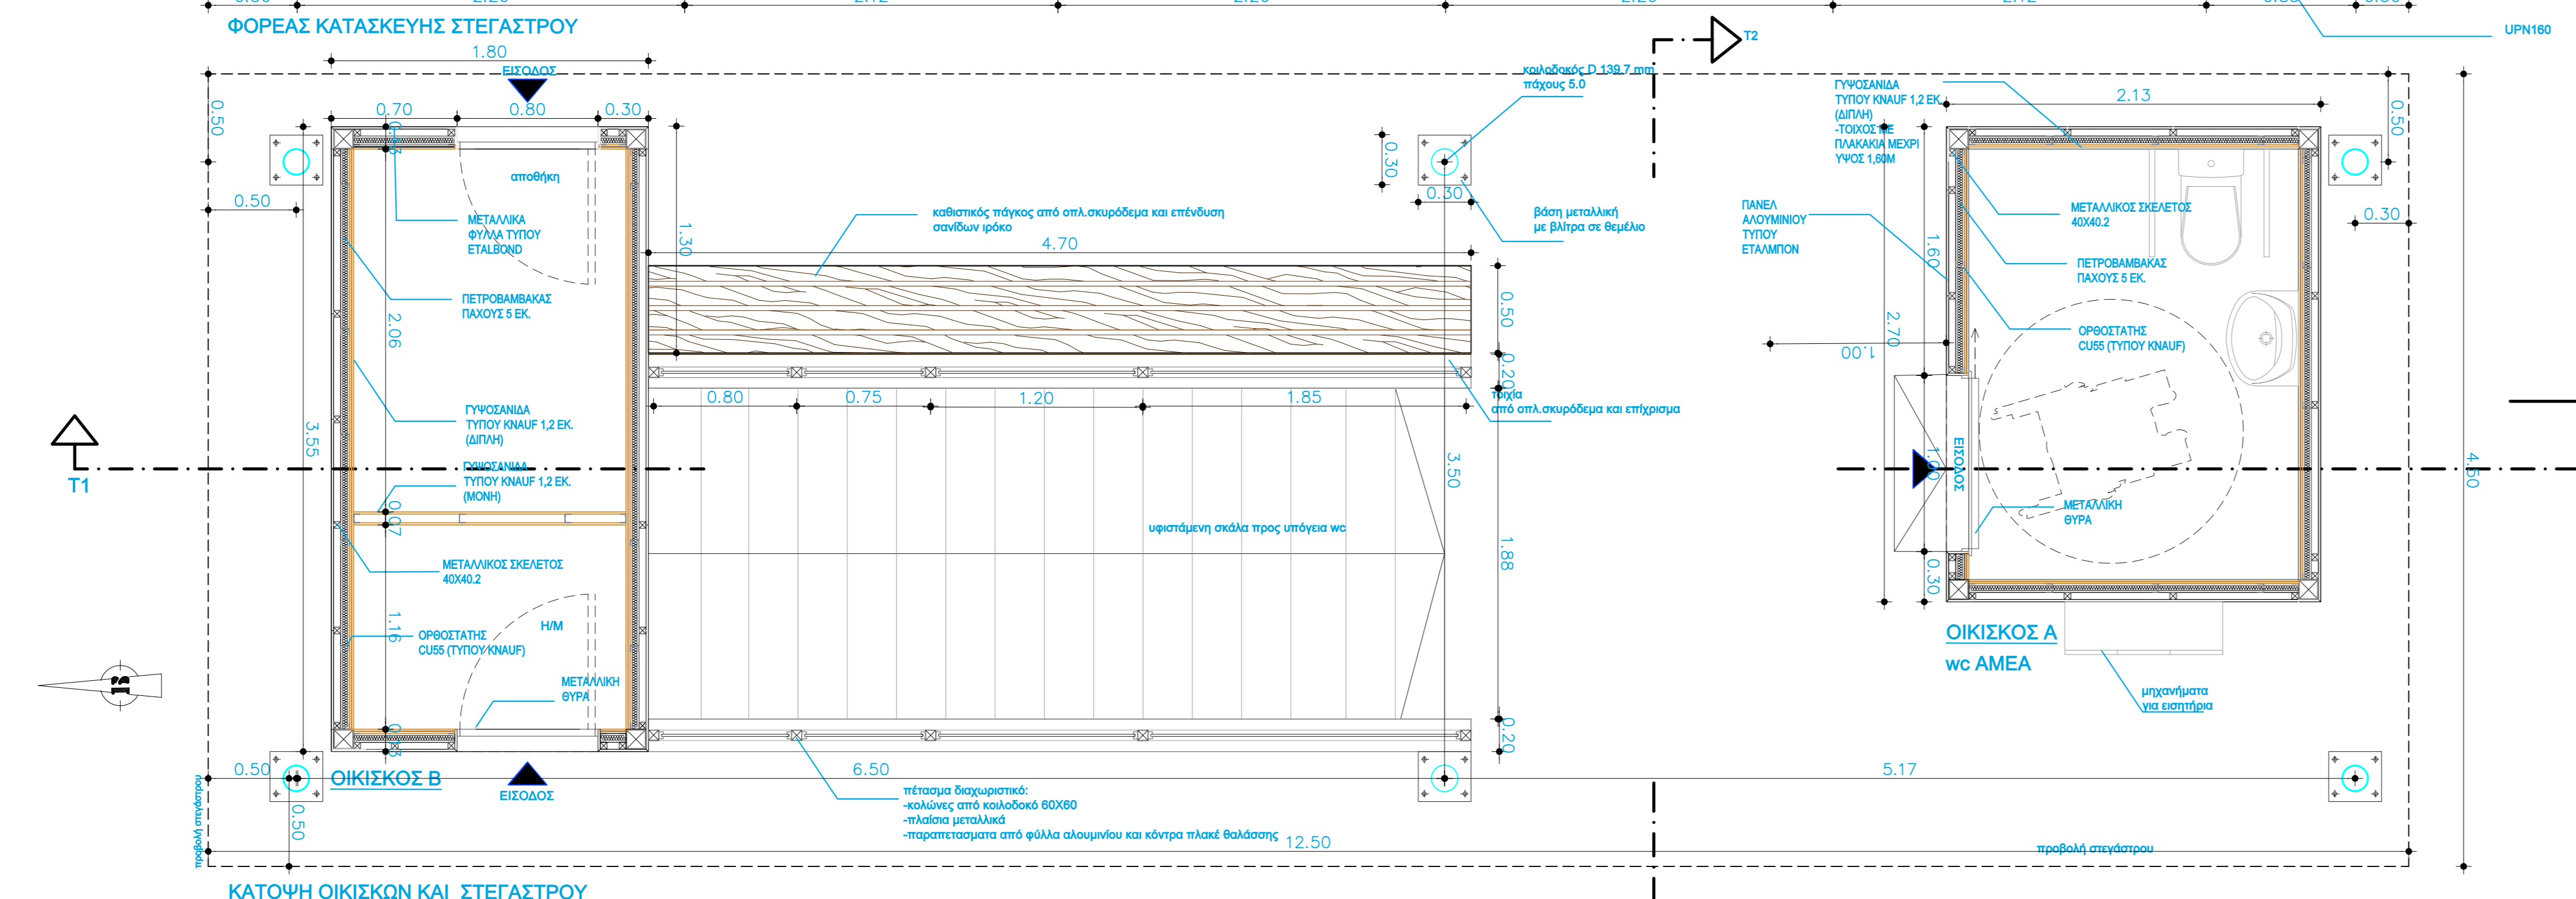 ΦΟΡΕΑΣ ΚΑΤΑΣΚΕΥΗΣ ΣΤΕΓΑΣΤΡΟΥ
UPN160
T2
1.80
ΕΙΣΟΔΟΣ
0.70
0.80
0.30
0.50
0.50
αποθήκη
ΜΕΤΑΛΛΙΚΑ
ΦΥΛΛΑ ΤΥΠΟΥ
ETALBOND
ΠΕΤΡΟΒΑΜΒΑΚΑΣ
ΠΑΧΟΥΣ 5 ΕΚ.
2.06
3.55
ΓΥΨΟΣΑΝΙΔΑ
ΤΥΠΟΥ KNAUF 1,2 ΕΚ.
(ΔΙΠΛΗ)
ΓΥΨΟΣΑΝΙΔΑ
ΤΥΠΟΥ KNAUF 1,2 ΕΚ.
(ΜΟΝΗ)
0.07
ΜΕΤΑΛΛΙΚΟΣ ΣΚΕΛΕΤΟΣ
40X40.2
1.16
ΟΡΘΟΣΤΑΤΗΣ
CU55 (ΤΥΠΟΥ KNAUF)
Η/Μ
ΜΕΤΑΛΛΙΚΗ
ΘΥΡΑ
T1
0.50
0.50
ΟΙΚΙΣΚΟΣ Β
ΕΙΣΟΔΟΣ
προβολή στεγάστρου
1.30
καθιστικός πάγκος από οπλ.σκυρόδεμα και επένδυση
σανίδων ιρόκο
4.70
κοιλοδοκός D 139.7 mm
πάχους 5.0
0.30
0.30
βάση μεταλλική
με βλίτρα σε θεμέλιο
0.50
0.20
τοιχία
από οπλ.σκυρόδεμα και επίχρισμα
0.80
0.75
1.20
1.85
3.50
υφιστάμενη σκάλα προς υπόγεια wc
1.88
0.20
6.50
5.17
πέτασμα διαχωριστικό:
-κολώνες από κοιλοδοκό 60X60
-πλαίσια μεταλλικά
-παραπετασματα από φύλλα αλουμινίου και κόντρα πλακέ θαλάσσης
12.50
προβολή στεγάστρου
ΓΥΨΟΣΑΝΙΔΑ
ΤΥΠΟΥ KNAUF 1,2 ΕΚ.
(ΔΙΠΛΗ)
-ΤΟΙΧΟΣ ΜΕ
ΠΛΑΚΑΚΙΑ ΜΕΧΡΙ
ΥΨΟΣ 1,60Μ
2.13
0.50
0.30
ΠΑΝΕΛ
ΑΛΟΥΜΙΝΙΟΥ
ΤΥΠΟΥ
ΕΤΑΛΜΠΟΝ
1.60
2.70
1.00
ΜΕΤΑΛΛΙΚΟΣ ΣΚΕΛΕΤΟΣ
40X40.2
ΠΕΤΡΟΒΑΜΒΑΚΑΣ
ΠΑΧΟΥΣ 5 ΕΚ.
ΟΡΘΟΣΤΑΤΗΣ
CU55 (ΤΥΠΟΥ KNAUF)
1.00
ΕΙΣΟΔΟΣ
ΜΕΤΑΛΛΙΚΗ
ΘΥΡΑ
0.30
4.50
ΟΙΚΙΣΚΟΣ Α
wc ΑΜΕΑ
μηχανήματα
για εισητήρια
ΚΑΤΟΨΗ ΟΙΚΙΣΚΩΝ ΚΑΙ ΣΤΕΓΑΣΤΡΟΥ